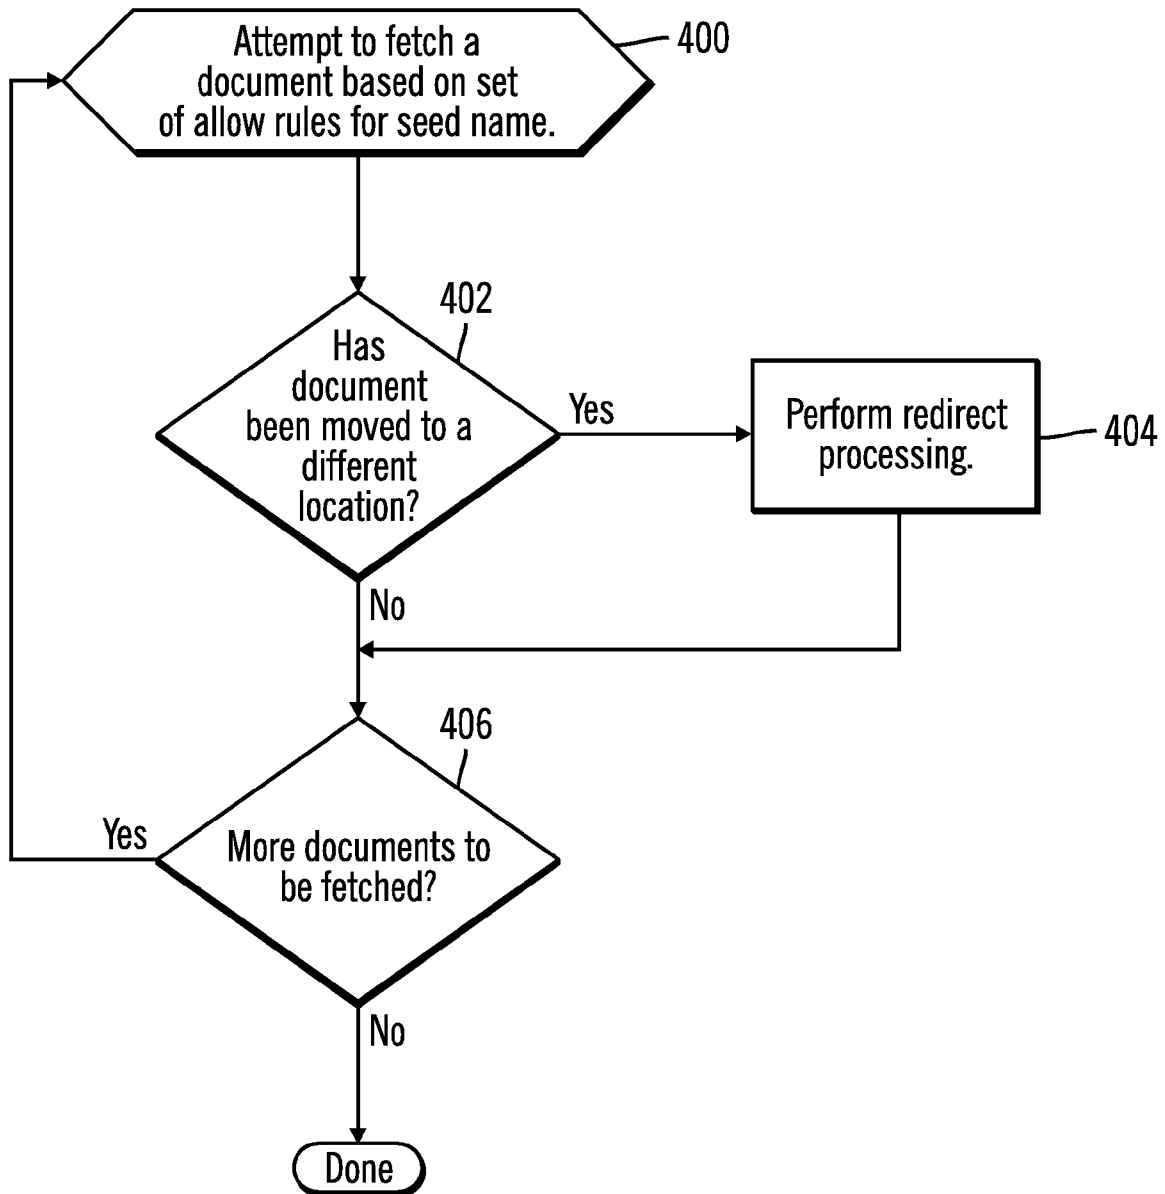 Attempt to fetch a
document based on set
of allow rules for seed name.
400
402
Has
document
been moved to a
different
location?
Yes
Perform redirect
processing.
404
No
406
Yes
More documents to
be fetched?
No
Done